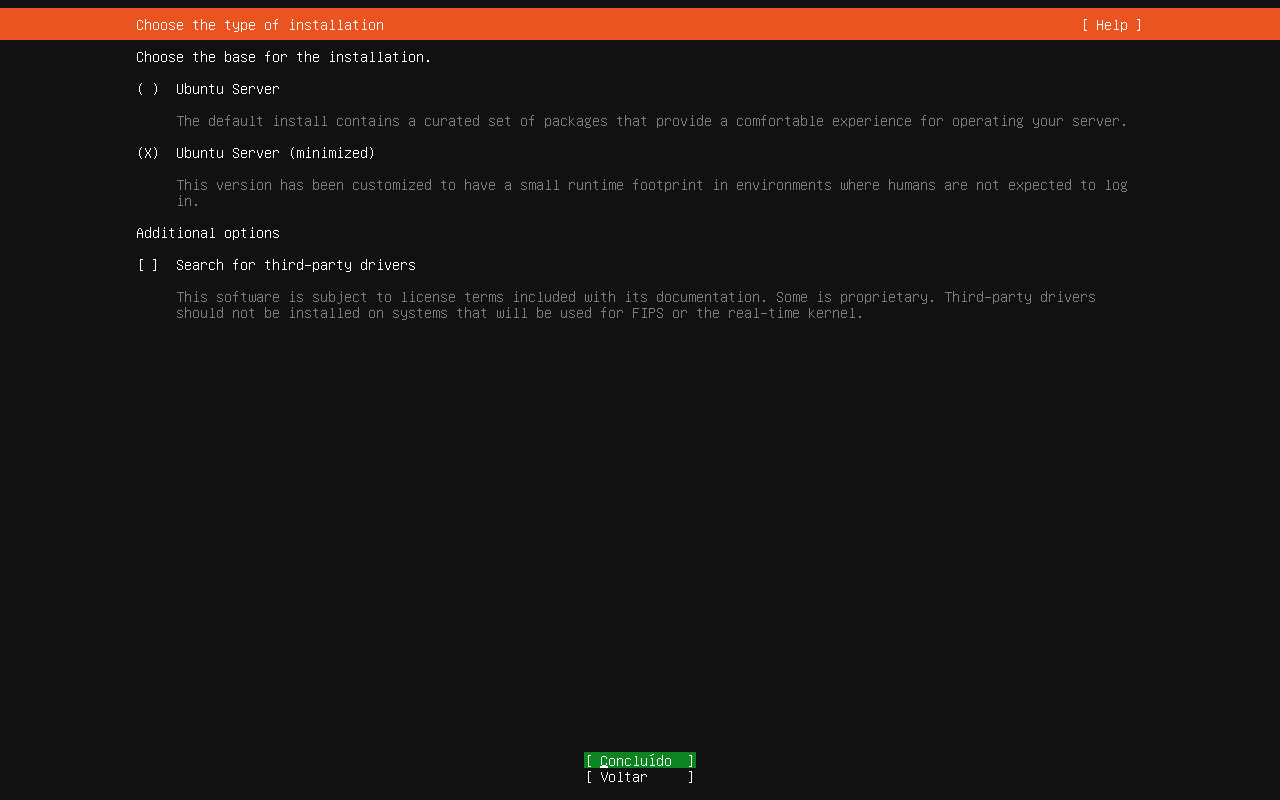 Choose the type of installation [ Help ]
Choose the base for the installation.
( ) Ubuntu Server
The default install contains a curated set of packages that provide a comfortable experience for operating your server.
(X) Ubuntu Server (minimized)
This version has been customized to have a small runtime footprint in environments where humans are not expected to log
in.
Additional options
[ ] Search for third-party drivers
This software is subject to license terms included with its documentation. Some is proprietary. Third-party drivers
should not be installed on systems that will be used for FIPS or the real-time kernel.
[ Concluído ]
[ Voltar ]